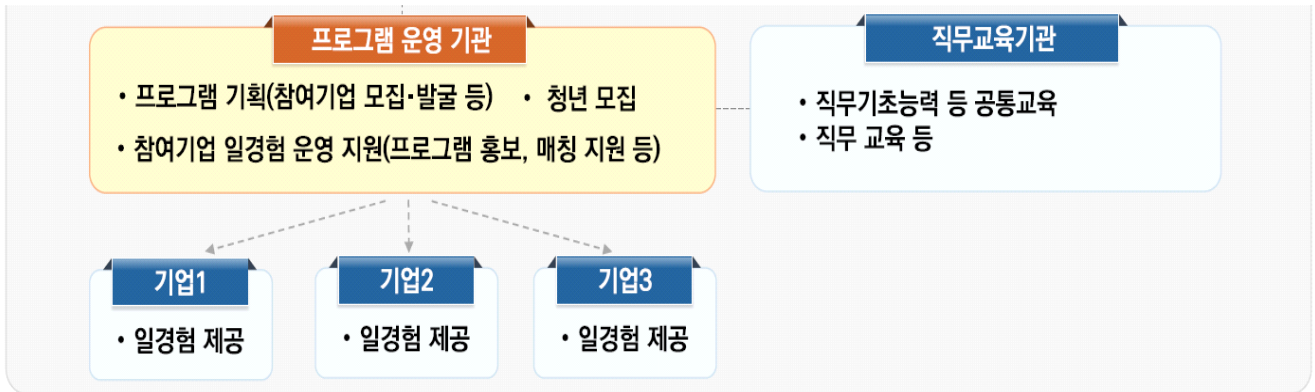 프로그램 운영 기관
• 프로그램 기획(참여기업 모집·발굴 등) • 청년 모집
• 참여기업 일경험 운영 지원(프로그램 홍보, 매칭 지원 등)
직무교육기관
• 직무기초능력 등 공통교육
• 직무 교육 등
기업1
• 일경험 제공
기업2
• 일경험 제공
기업3
• 일경험 제공